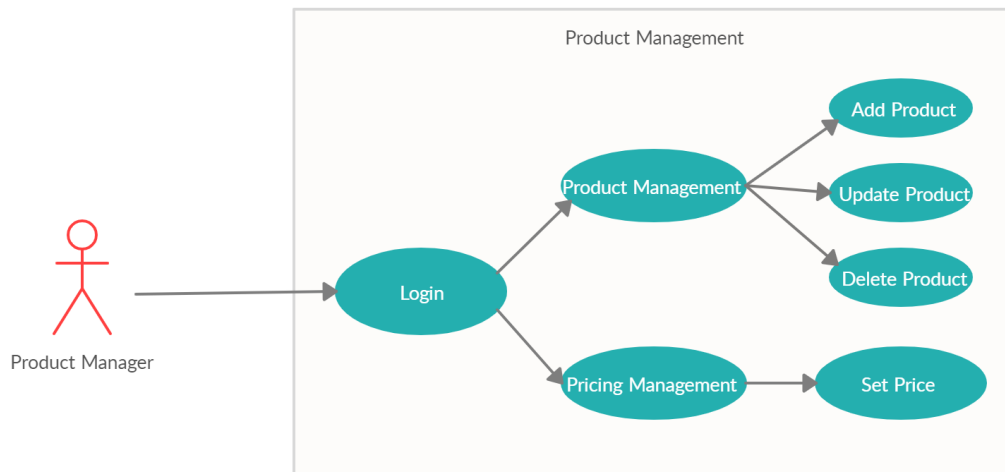 Product Management
Add Product
Product Management
Update Product
Delete Product
Login
Product Manager
Pricing Management
Set Price